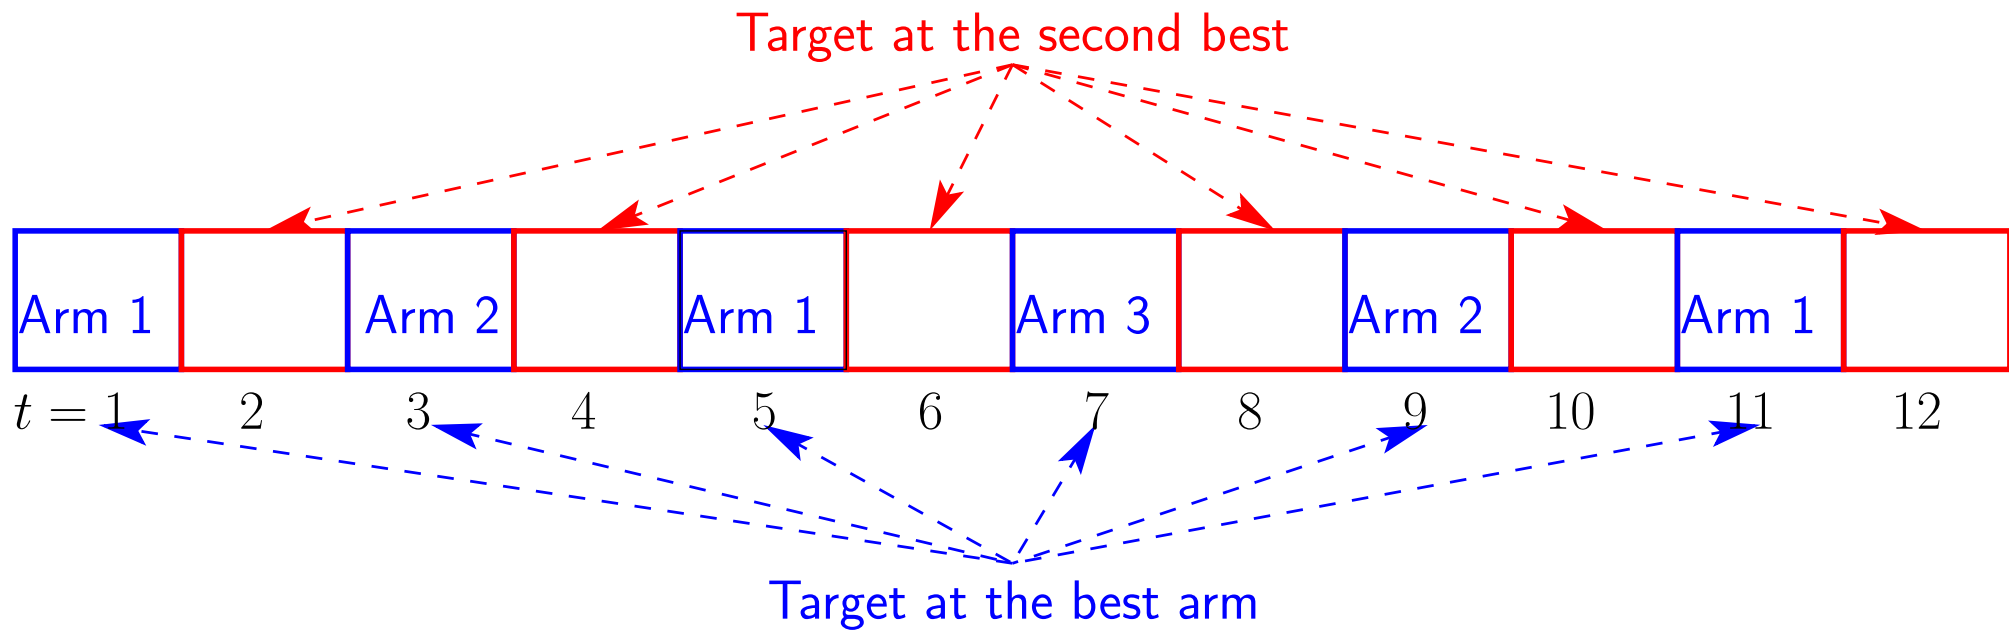 Target at the second best
Arm 1 Arm 2 Arm 1 Arm 3 Arm 2 Arm 1
t = 1 2 3 4 5 6 7 8 9 10 11 12
Target at the best arm